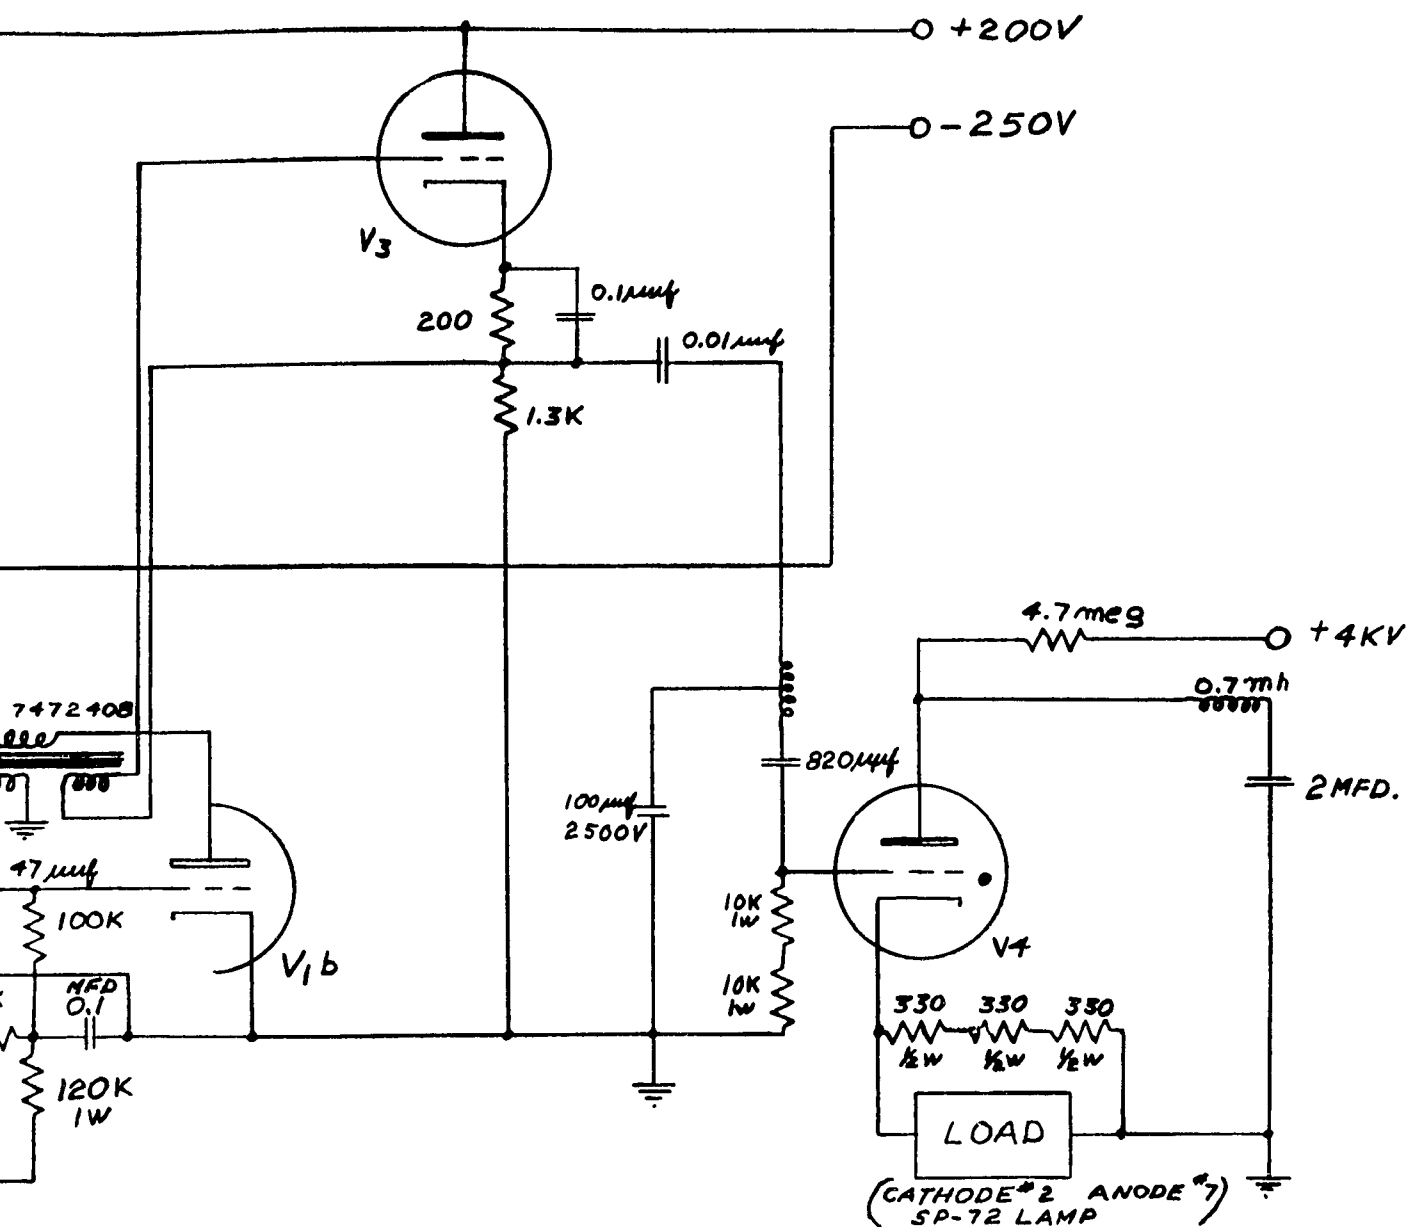 +200V
-250V
V3
0.1µµf
200
0.01µµf
1.3K
4.7 meg
+4KV
0.7mh
7472408
820µµf
2MFD.
100µµf
2500V
47µµf
100K
10K
1W
V4
V1b
MFD
0.1
10K
1W
330 330 330
½W ½W ½W
120K
1W
LOAD
(CATHODE #2 ANODE #7)
SP-72 LAMP